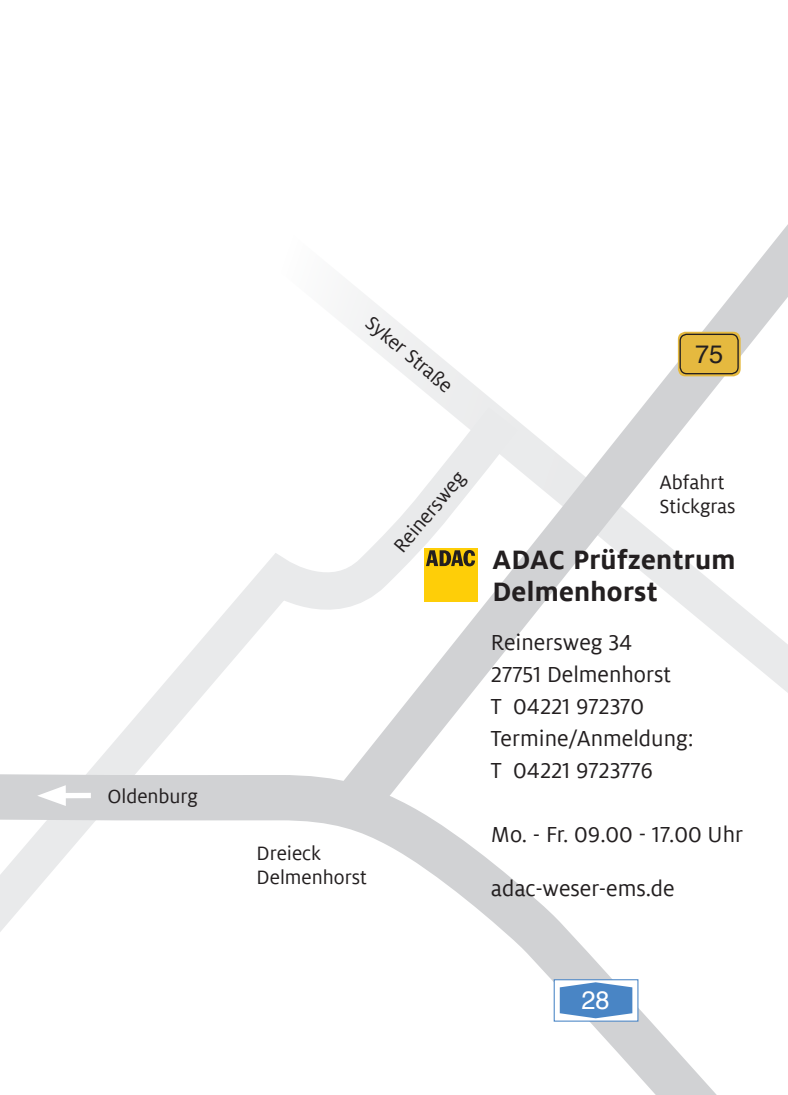 Syker Straße
75
Reinersweg
Abfahrt
Stickgras
ADAC
ADAC Prüfzentrum
Delmenhorst
Reinersweg 34
27751 Delmenhorst
T 04221 972370
Termine/Anmeldung:
T 04221 9723776
Mo. - Fr. 09.00 - 17.00 Uhr
adac-weser-ems.de
Oldenburg
Dreieck
Delmenhorst
28